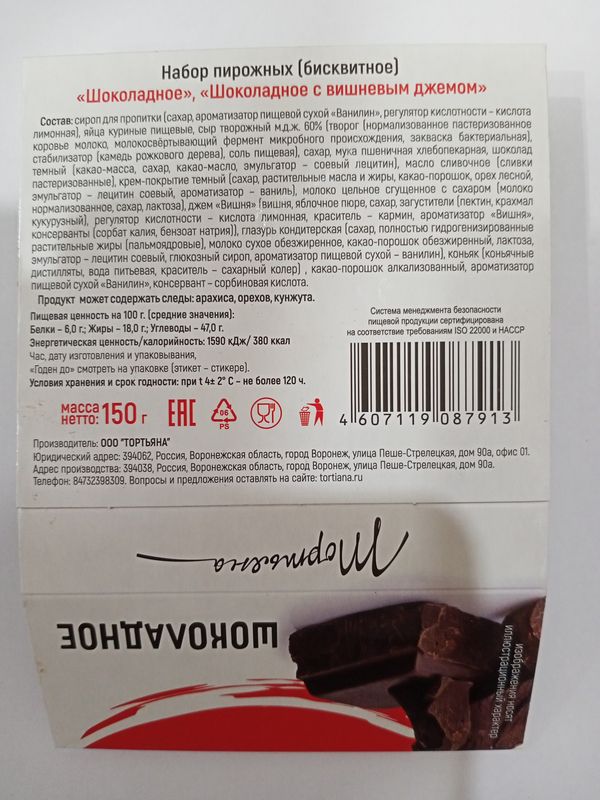 Набор пирожных (бисквитное)
«Шоколадное», «Шоколадное с вишневым джемом»
Состав: сироп для пропитки (сахар, ароматизатор пищевой сухой «Ванилин», регулятор кислотности – кислота
лимонная), яйца куриные пищевые, сыр творожный м.д.ж. 60% (творог (нормализованное пастеризованное
коровье молоко, молокосвёртывающий фермент микробного происхождения, закваска бактериальная),
стабилизатор (камедь рожкового дерева), соль пищевая), сахар, мука пшеничная хлебопекарная, шоколад
темный (какао-масса, сахар, какао-масло, эмульгатор – соевый лецитин), масло сливочное (сливки
пастеризованные), крем-покрытие темный (сахар, растительные масла и жиры, какао-порошок, орех лесной,
эмульгатор – лецитин соевый, ароматизатор – ваниль), молоко цельное сгущенное с сахаром (молоко
нормализованное, сахар, лактоза), джем «Вишня» (вишня, яблочное пюре, сахар, загустители (пектин, крахмал
кукурузный), регулятор кислотности – кислота лимонная, краситель – кармин, ароматизатор «Вишня»,
консерванты (сорбат калия, бензоат натрия)), глазурь кондитерская (сахар, полностью гидрогенизированные
растительные жиры (пальмоядровые), молоко сухое обезжиренное, какао-порошок обезжиренный, лактоза,
эмульгатор – лецитин соевый, глюкозный сироп, ароматизатор пищевой сухой – ванилин), коньяк (коньячные
дистилляты, вода питьевая, краситель – сахарный колер) , какао-порошок алкализованный, ароматизатор
пищевой сухой «Ванилин», консервант – сорбиновая кислота.
Продукт может содержать следы: арахиса, орехов, кунжута.
Пищевая ценность на 100 г. (средние значения):
Белки – 6,0 г.; Жиры – 18,0 г.; Углеводы – 47,0 г.
Энергетическая ценность/калорийность: 1590 кДж/ 380 ккал
Час, дату изготовления и упаковывания,
«Годен до» смотреть на упаковке (этикет – стикере).
Условия хранения и срок годности: при t 4± 2° С – не более 120 ч.
Система менеджмента безопасности
пищевой продукции сертифицирована
на соответствие требованиям ISO 22000 и HACCP
масса
нетто: 150 г
EAC
06
PS
4 607119 087913
Производитель: ООО "ТОРТЬЯНА"
Юридический адрес: 394062, Россия, Воронежская область, город Воронеж, улица Пеше-Стрелецкая, дом 90а, офис 01.
Адрес производства: 394038, Россия, Воронежская область, город Воронеж, улица Пеше-Стрелецкая, дом 90а.
Телефон: 84732398309. Вопросы и предложения оставлять на сайте: tortiana.ru
Тортьяна
ШОКОЛАДНОЕ
изображения носят
иллюстрационный характер